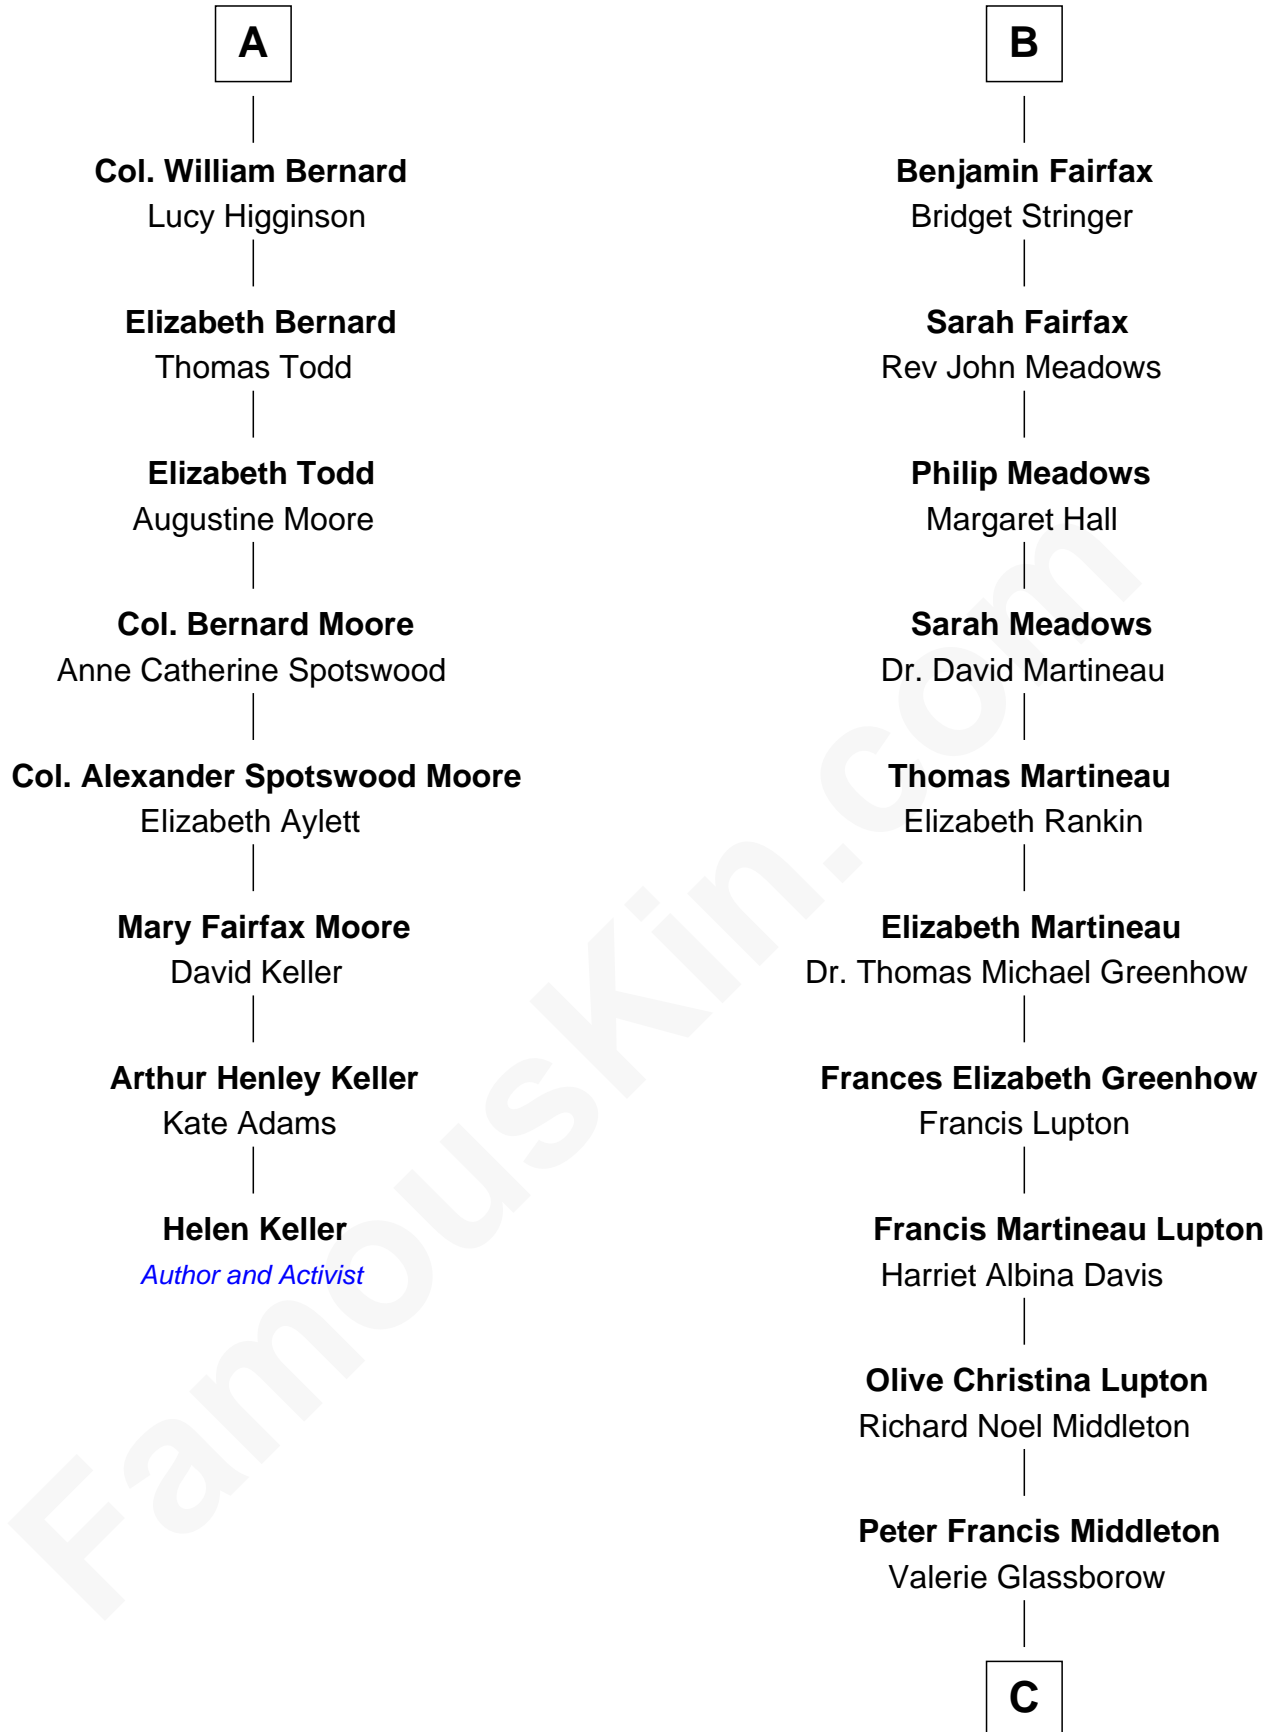 A
Col. William Bernard
Lucy Higginson
Elizabeth Bernard
Thomas Todd
Elizabeth Todd
Augustine Moore
Col. Bernard Moore
Anne Catherine Spotswood
Col. Alexander Spotswood Moore
Elizabeth Aylett
Mary Fairfax Moore
David Keller
Arthur Henley Keller
Kate Adams
Helen Keller
Author and Activist
B
Benjamin Fairfax
Bridget Stringer
Sarah Fairfax
Rev John Meadows
Philip Meadows
Margaret Hall
Sarah Meadows
Dr. David Martineau
Thomas Martineau
Elizabeth Rankin
Elizabeth Martineau
Dr. Thomas Michael Greenhow
Frances Elizabeth Greenhow
Francis Lupton
Francis Martineau Lupton
Harriet Albina Davis
Olive Christina Lupton
Richard Noel Middleton
Peter Francis Middleton
Valerie Glassborow
C
FamousKin.com